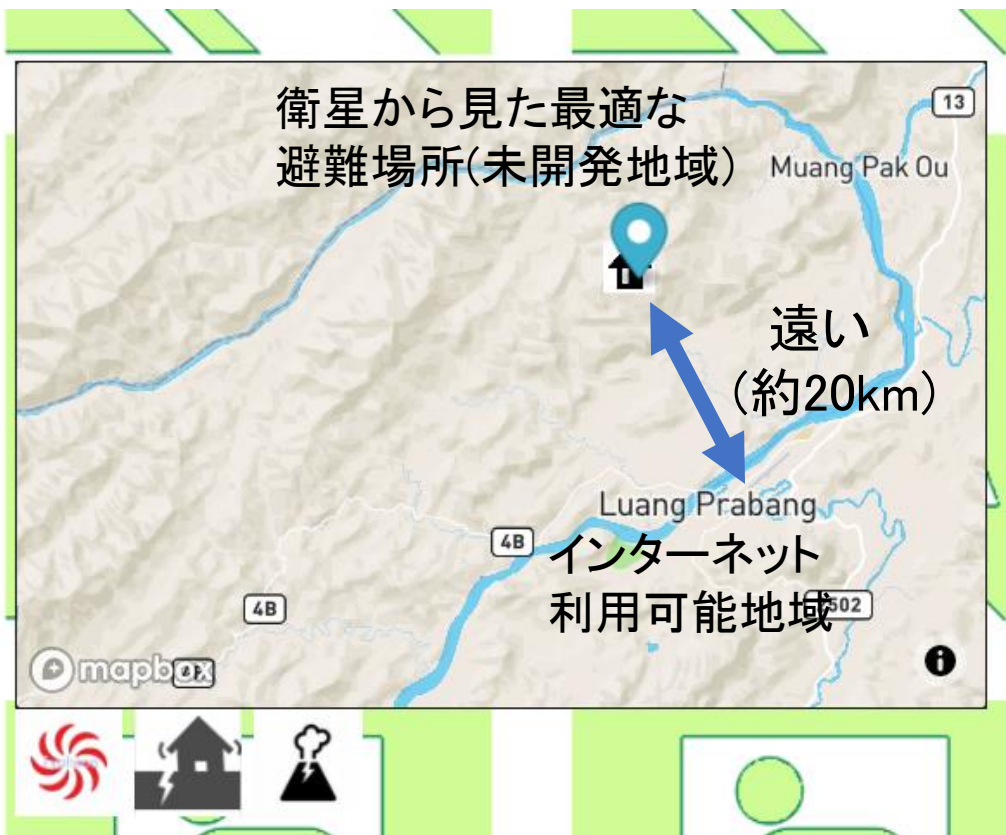 衛星から見た最適な
避難場所(未開発地域)
13
Muang Pak Ou
遠い
(約20km)
Luang Prabang
4B
インターネット
利用可能地域
502
4B
4B
mapbox